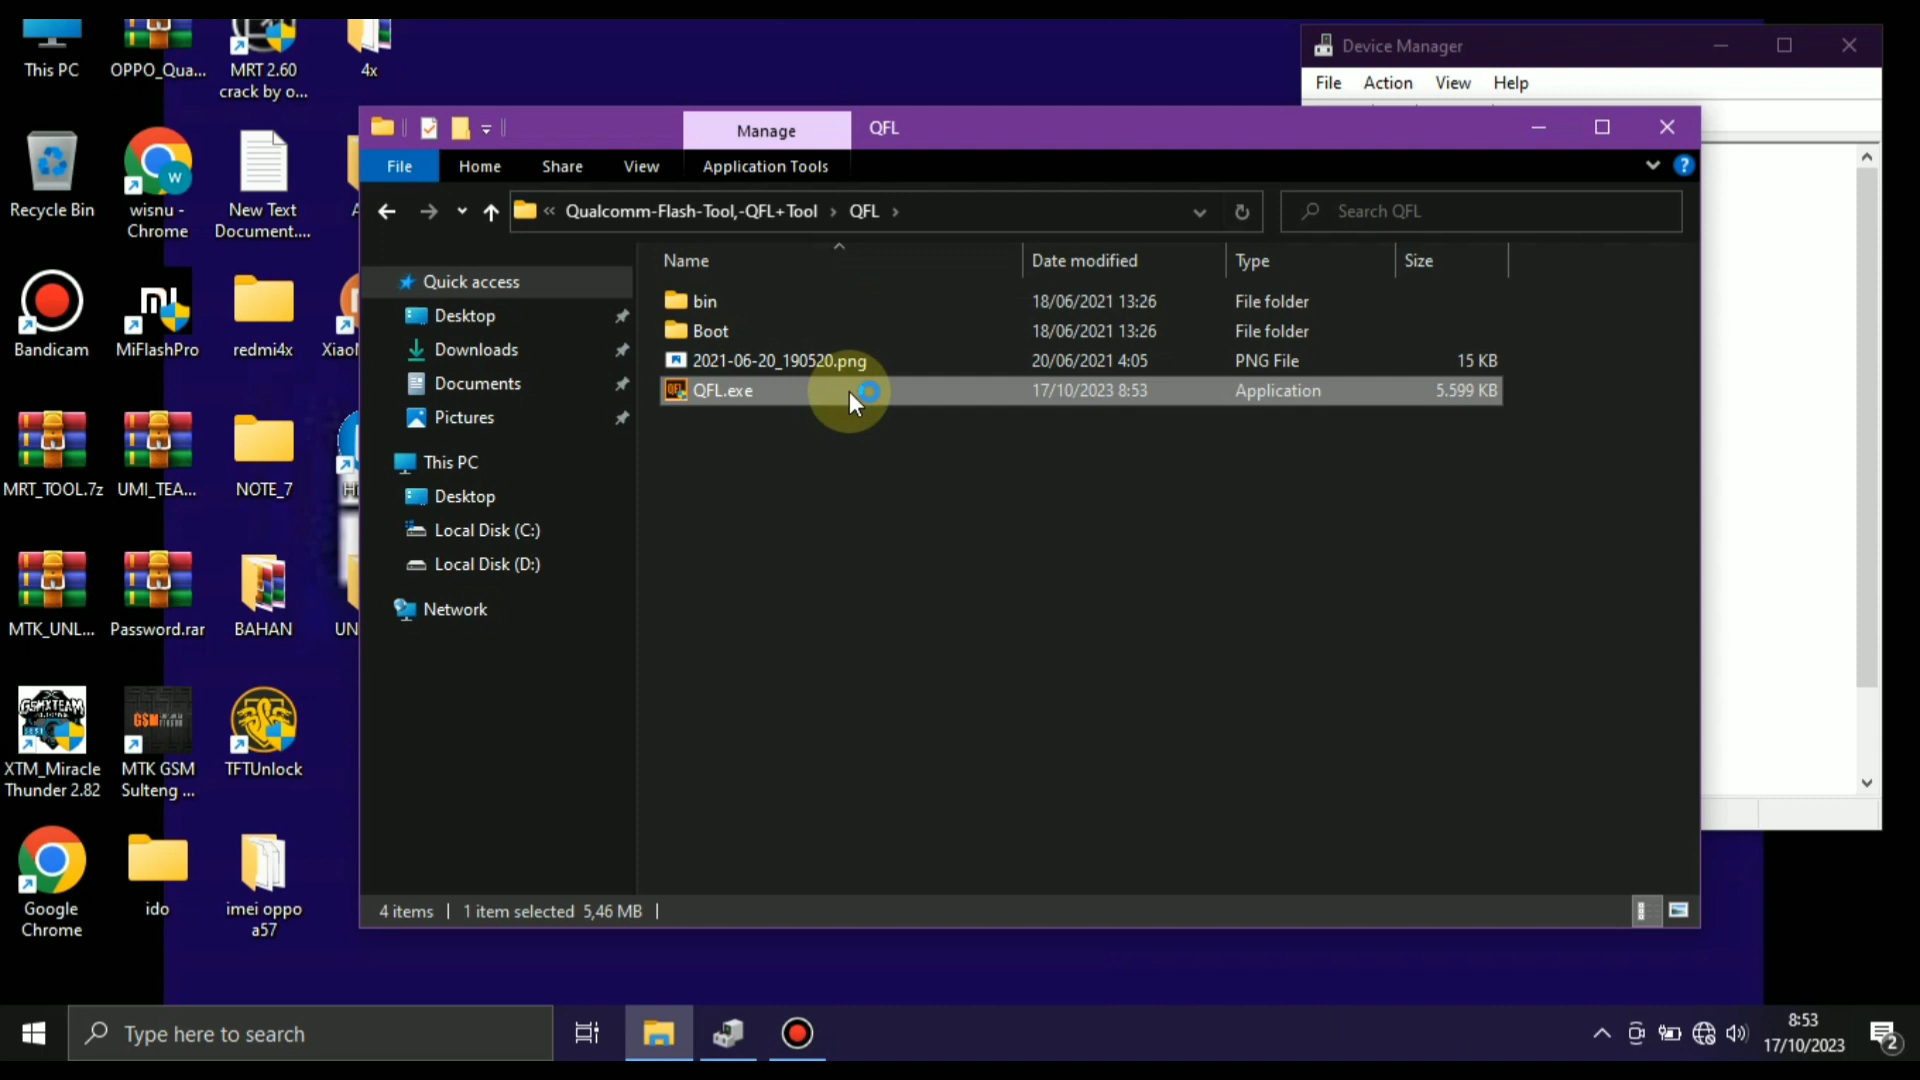 This PC
OPPO_Qua...
MRT 2.60
crack by o...
4x
Recycle Bin
wisnu -
Chrome
New Text
Document....
Bandicam
MiFlashPro
redmi4x
MRT_TOOL.7z
UMI_TEA...
NOTE_7
MTK_UNL...
Password.rar
BAHAN
XTM_Miracle
Thunder 2.82
MTK GSM
Sulteng ...
TFTUnlock
Google
Chrome
ido
imei oppo
a57
Device Manager
File Action View Help
Manage
QFL
File Home Share View Application Tools
« Qualcomm-Flash-Tool,-QFL+Tool › QFL ›
Search QFL
Quick access
Desktop
Downloads
Documents
Pictures
This PC
Desktop
Local Disk (C:)
Local Disk (D:)
Network
Name Date modified Type Size
bin 18/06/2021 13:26 File folder
Boot 18/06/2021 13:26 File folder
2021-06-20_190520.png 20/06/2021 4:05 PNG File 15 KB
QFL.exe 17/10/2023 8:53 Application 5.599 KB
4 items | 1 item selected 5,46 MB |
Type here to search
8:53
17/10/2023
2